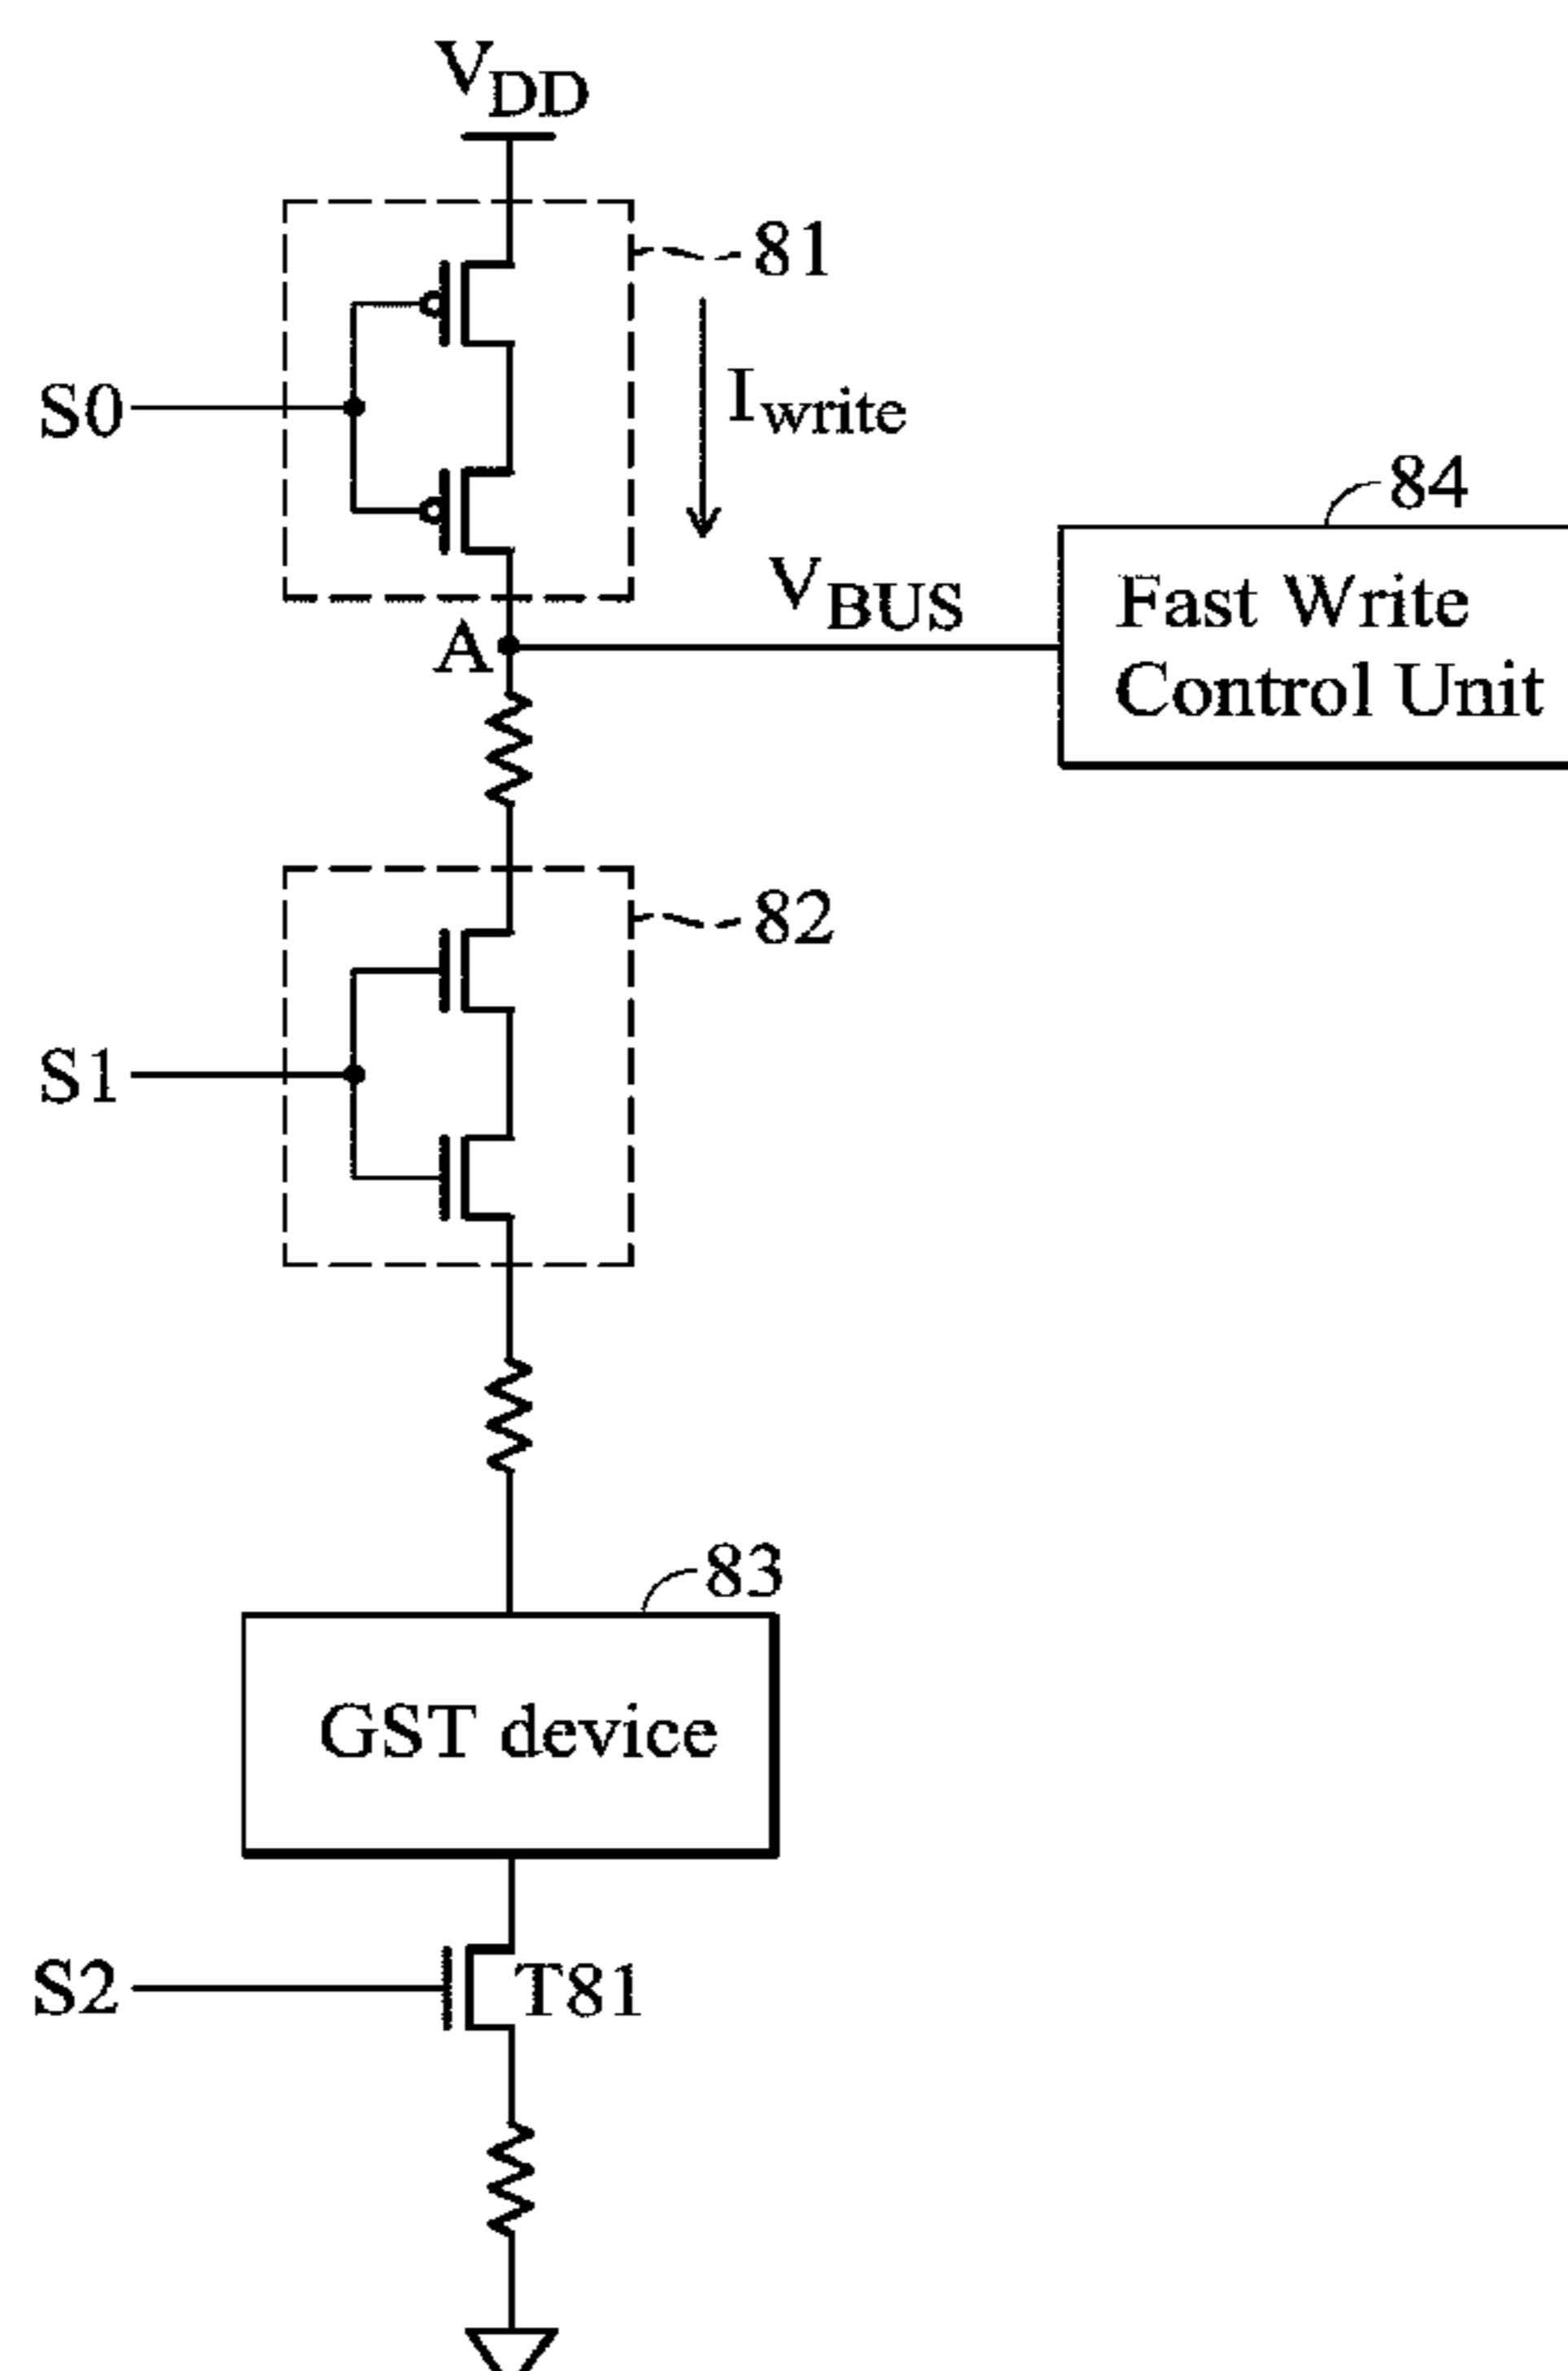 VDD
81
S0
Iwrite
84
VBUS
Fast Write
Control Unit
A
82
S1
83
GST device
S2
T81